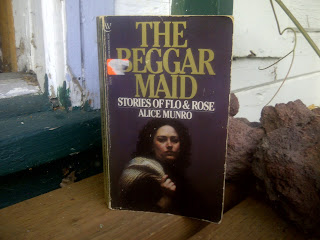 THE
BEGGAR
MAID
STORIES OF FLO & ROSE
ALICE MUNRO